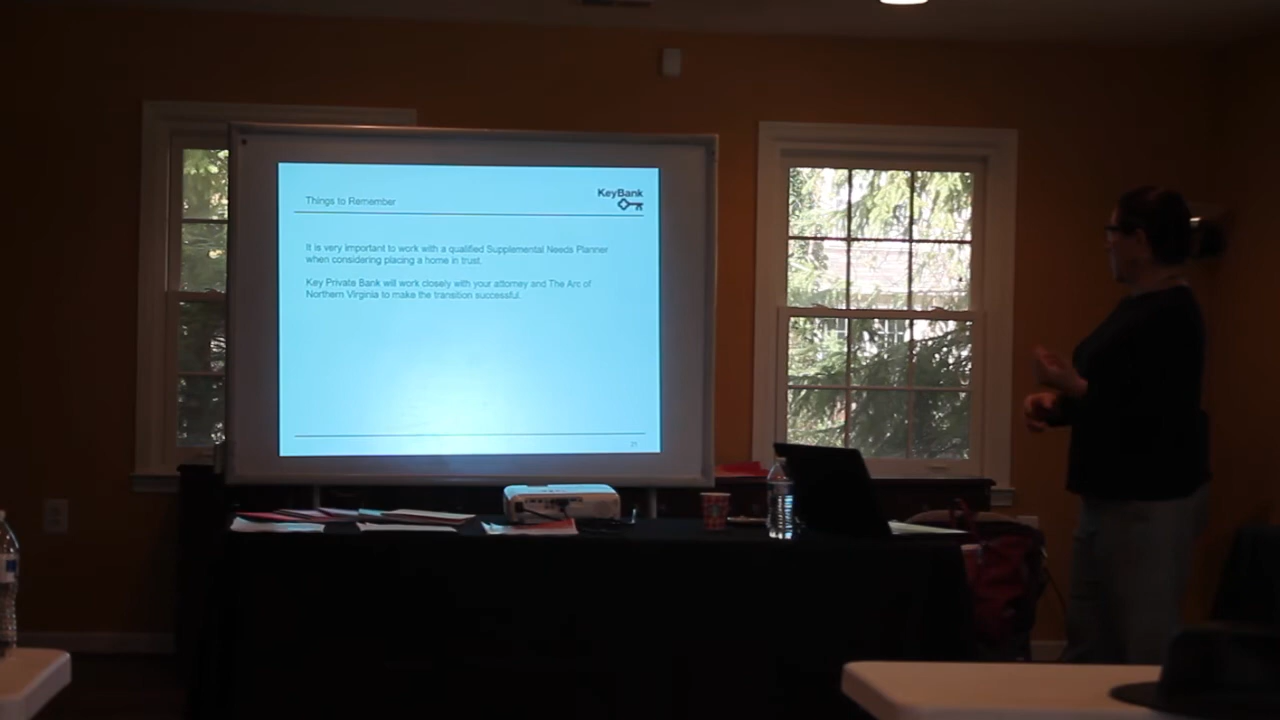 KeyBank
Things to Remember
It is very important to work with a qualified Supplemental Needs Planner
when considering placing a home in trust.
Key Private Bank will work closely with your attorney and The Arc of
Northern Virginia to make the transition successful.
21